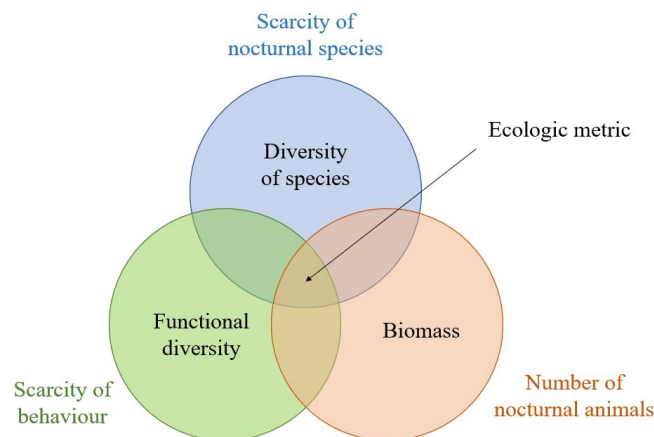 Scarcity of
nocturnal species
Ecologic metric
Diversity
of species
Functional
diversity
Biomass
Scarcity of
behaviour
Number of
nocturnal animals